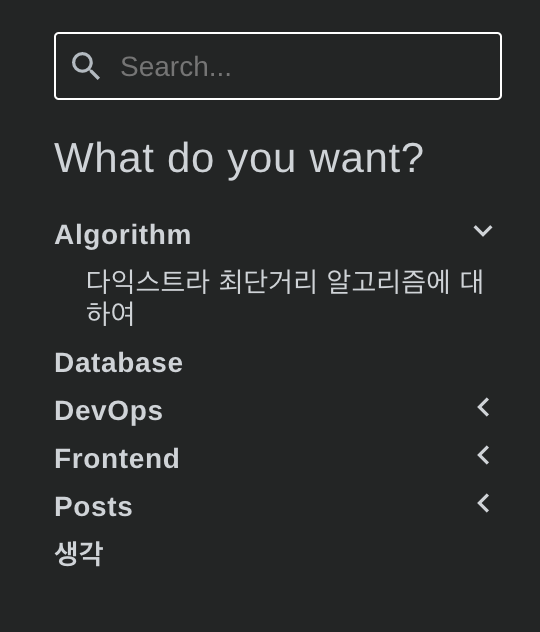 Search...
What do you want?
Algorithm
다익스트라 최단거리 알고리즘에 대
하여
Database
DevOps
Frontend
Posts
생각